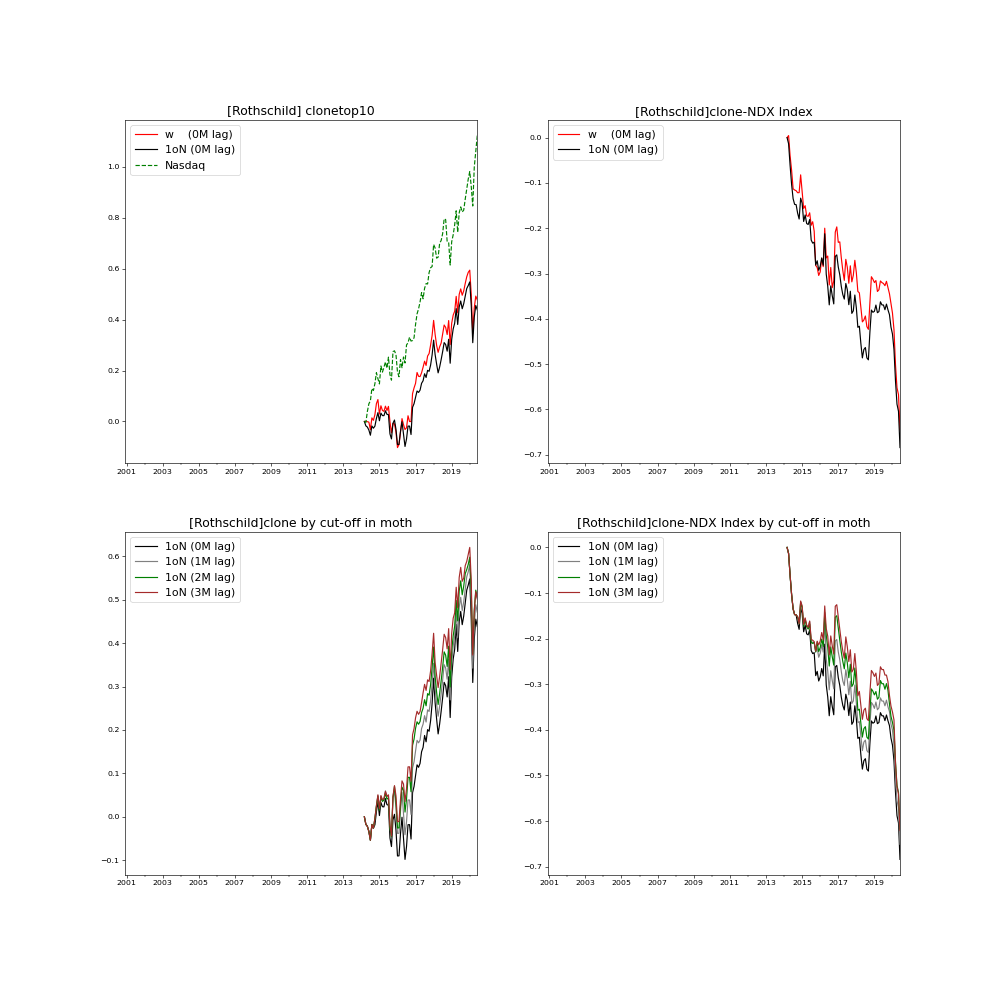 [Rothschild] clonetop10
w    (0M lag)
1oN (0M lag)
Nasdaq
1.0
0.8
0.6
0.4
0.2
0.0
2001 2003 2005 2007 2009 2011 2013 2015 2017 2019
[Rothschild]clone-NDX Index
w    (0M lag)
1oN (0M lag)
0.0
−0.1
−0.2
−0.3
−0.4
−0.5
−0.6
−0.7
2001 2003 2005 2007 2009 2011 2013 2015 2017 2019
[Rothschild]clone by cut-off in moth
1oN (0M lag)
1oN (1M lag)
1oN (2M lag)
1oN (3M lag)
0.6
0.5
0.4
0.3
0.2
0.1
0.0
−0.1
2001 2003 2005 2007 2009 2011 2013 2015 2017 2019
[Rothschild]clone-NDX Index by cut-off in moth
1oN (0M lag)
1oN (1M lag)
1oN (2M lag)
1oN (3M lag)
0.0
−0.1
−0.2
−0.3
−0.4
−0.5
−0.6
−0.7
2001 2003 2005 2007 2009 2011 2013 2015 2017 2019